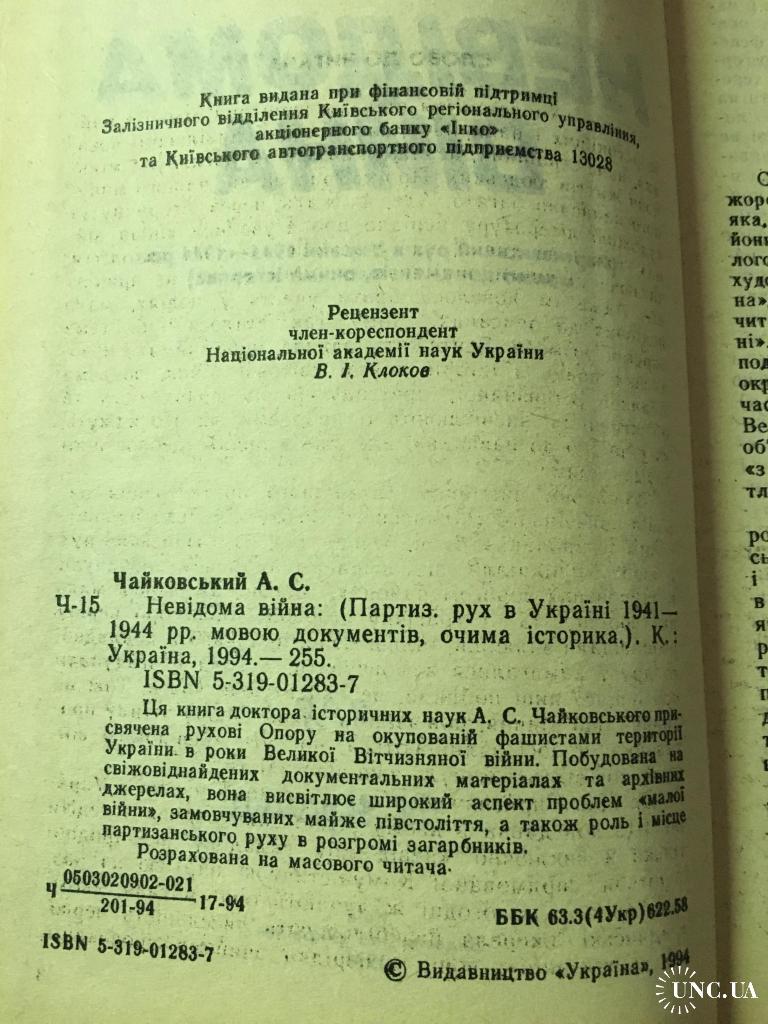 Книга видана при фінансовій підтримці
Залізничного відділення Київського регіонального управління,
акціонерного банку «Інко»
та Київського автотранспортного підприємства 13028
Рецензент
член-кореспондент
Національної академії наук України
В. І. Клоков
Чайковський А. С.
Ч-15 Невідома війна: (Партиз. рух в Україні 1941—
1944 рр. мовою документів, очима історика.). К.:
Україна, 1994.— 255.
ISBN 5-319-01283-7
Ця книга доктора історичних наук А. С. Чайковського при-
свячена рухові Опору на окупованій фашистами території
України в роки Великої Вітчизняної війни. Побудована на
свіжовіднайдених документальних матеріалах та архівних
джерелах, вона висвітлює широкий аспект проблем «малої
війни», замовчуваних майже півстоліття, а також роль і місце
партизанського руху в розгромі загарбників.
Розрахована на масового читача.
Ч 0503020902-021
201-94 17-94
ББК 63.3(4Укр)622.58
ISBN 5-319-01283-7
© Видавництво «Україна», 1994
UNC.UA